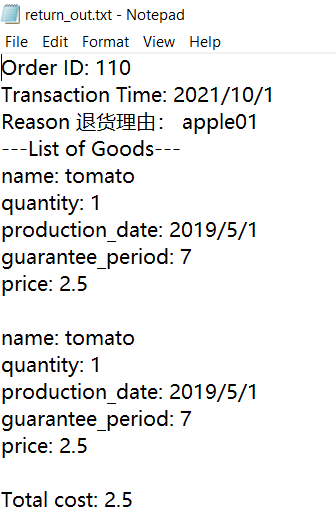 return_out.txt - Notepad
File Edit Format View Help
Order ID: 110
Transaction Time: 2021/10/1
Reason 退货理由： apple01
---List of Goods---
name: tomato
quantity: 1
production_date: 2019/5/1
guarantee_period: 7
price: 2.5
name: tomato
quantity: 1
production_date: 2019/5/1
guarantee_period: 7
price: 2.5
Total cost: 2.5